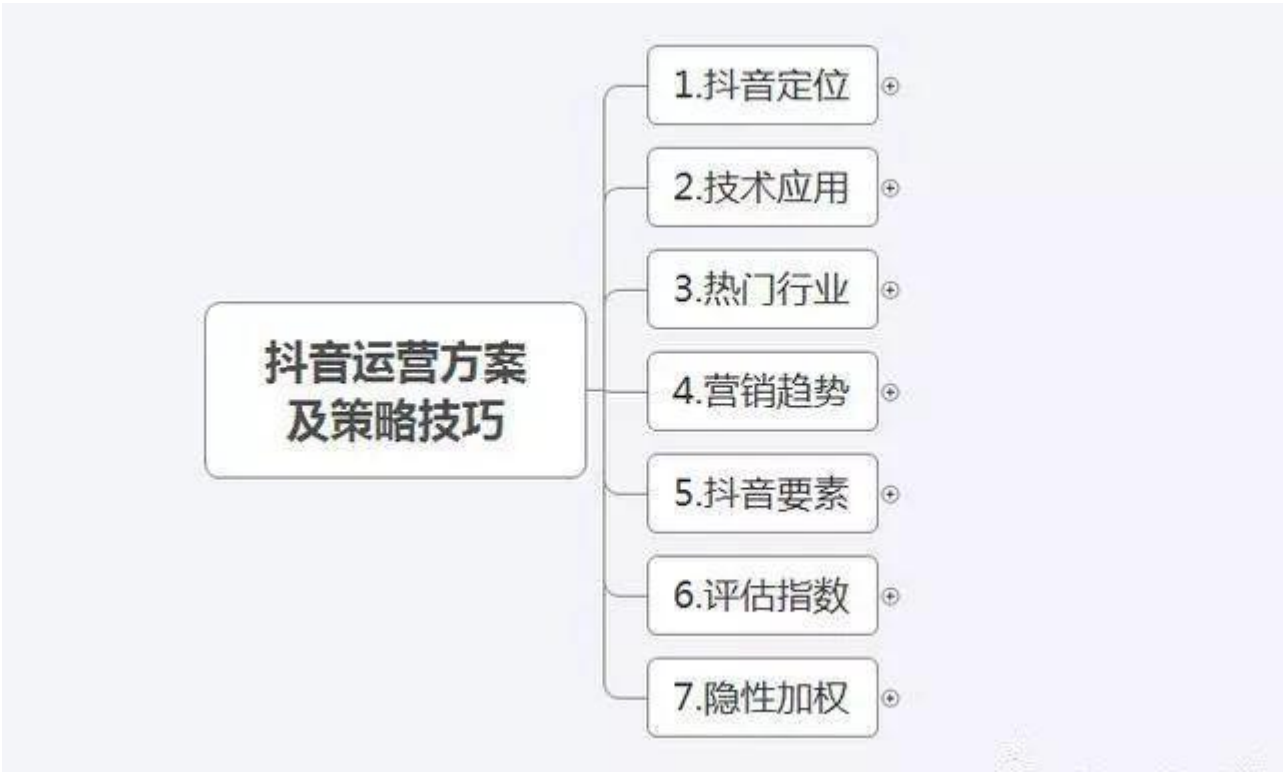 抖音运营方案
及策略技巧
1.抖音定位
2.技术应用
3.热门行业
4.营销趋势
5.抖音要素
6.评估指数
7.隐性加权